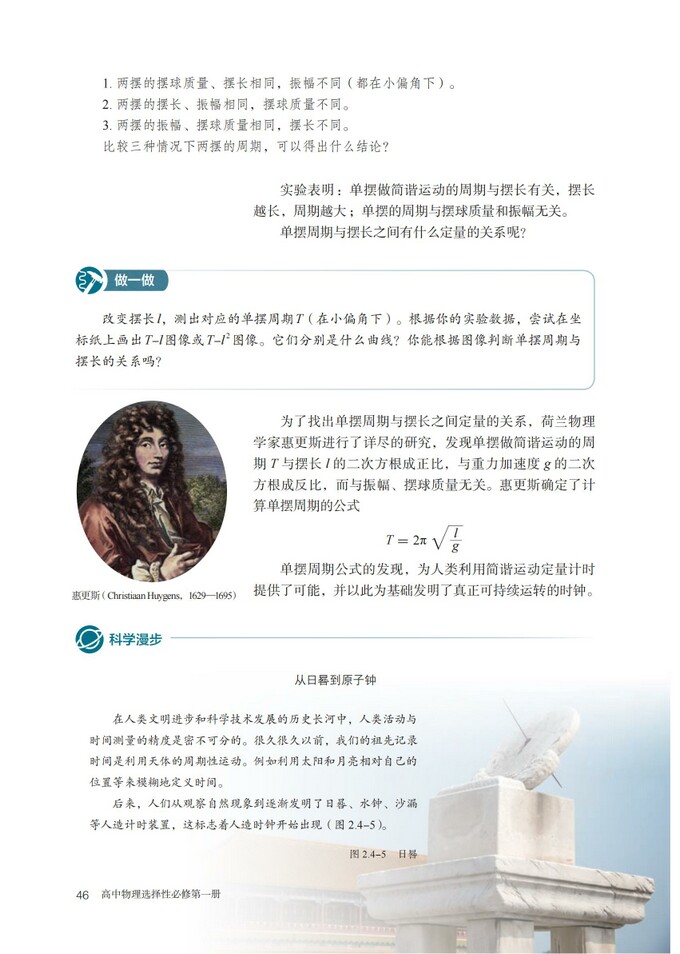 1. 两摆的摆球质量、摆长相同，振幅不同（都在小偏角下）。
2. 两摆的摆长、振幅相同，摆球质量不同。
3. 两摆的振幅、摆球质量相同，摆长不同。
比较三种情况下两摆的周期，可以得出什么结论？
实验表明：单摆做简谐运动的周期与摆长有关，摆长
越长，周期越大；单摆的周期与摆球质量和振幅无关。
单摆周期与摆长之间有什么定量的关系呢？
做一做
改变摆长l，测出对应的单摆周期T（在小偏角下）。根据你的实验数据，尝试在坐
标纸上画出T–l图像或T–l²图像。它们分别是什么曲线？你能根据图像判断单摆周期与
摆长的关系吗？
为了找出单摆周期与摆长之间定量的关系，荷兰物理
学家惠更斯进行了详尽的研究，发现单摆做简谐运动的周
期 T 与摆长 l 的二次方根成正比，与重力加速度 g 的二次
方根成反比，而与振幅、摆球质量无关。惠更斯确定了计
算单摆周期的公式
T = 2π √(l/g)
单摆周期公式的发现，为人类利用简谐运动定量计时
提供了可能，并以此为基础发明了真正可持续运转的时钟。
惠更斯（Christiaan Huygens，1629—1695）
科学漫步
从日晷到原子钟
在人类文明进步和科学技术发展的历史长河中，人类活动与
时间测量的精度是密不可分的。很久很久以前，我们的祖先记录
时间是利用天体的周期性运动。例如利用太阳和月亮相对自己的
位置等来模糊地定义时间。
后来，人们从观察自然现象到逐渐发明了日晷、水钟、沙漏
等人造计时装置，这标志着人造时钟开始出现（图 2.4–5）。
图 2.4–5 日晷
46 高中物理选择性必修第一册